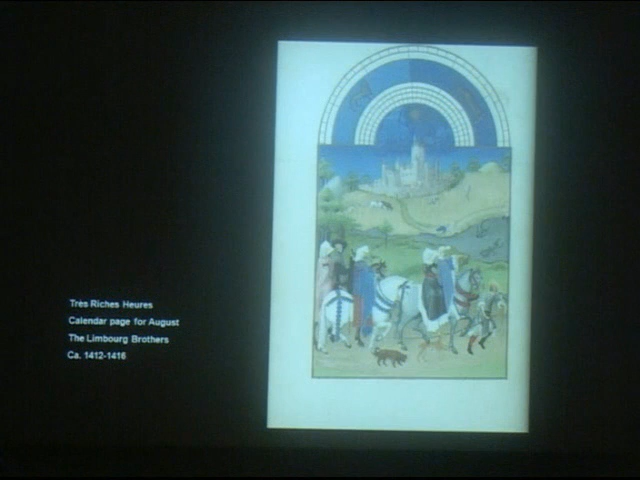 Très Riches Heures
Calendar page for August
The Limbourg Brothers
Ca. 1412-1416